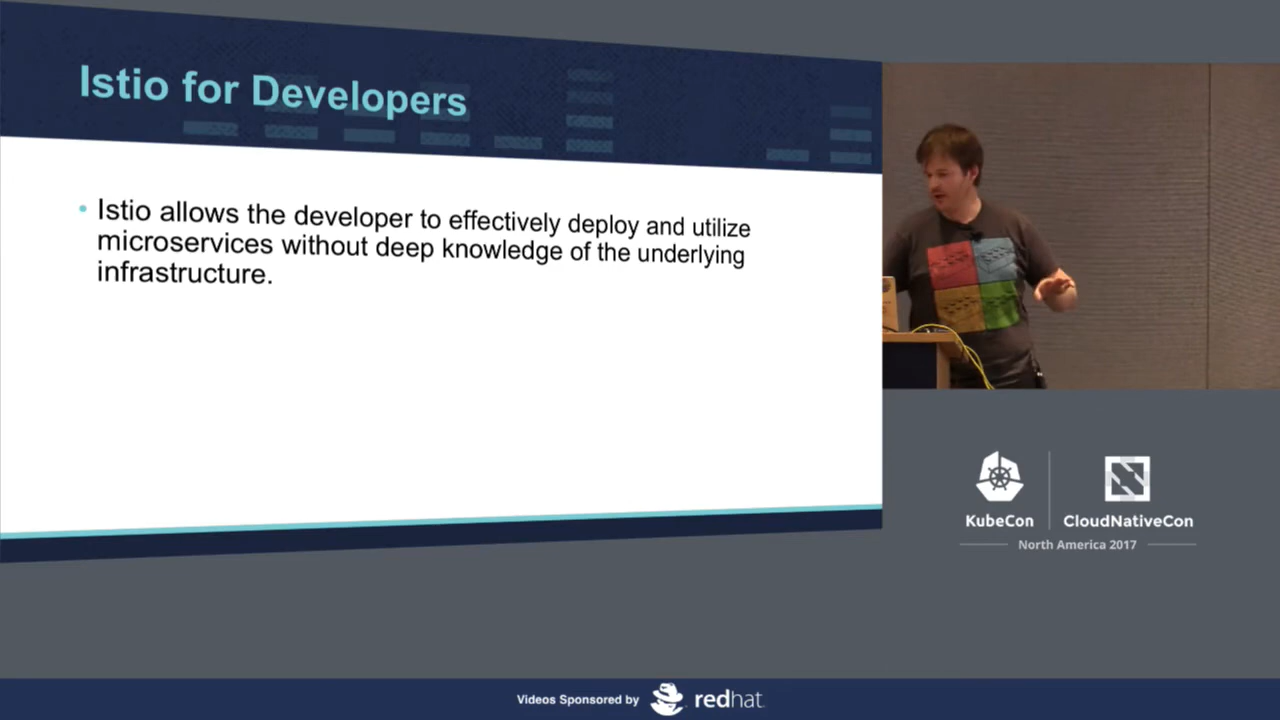 Istio for Developers
• Istio allows the developer to effectively deploy and utilize
microservices without deep knowledge of the underlying
infrastructure.
KubeCon
CloudNativeCon
North America 2017
Videos Sponsored by redhat.